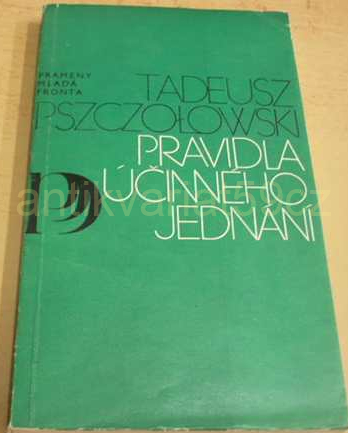 PRAMENY
MLADÁ
FRONTA
TADEUSZ
PSZCZOŁOWSKI
PRAVIDLA
ÚČINNÉHO
JEDNÁNÍ